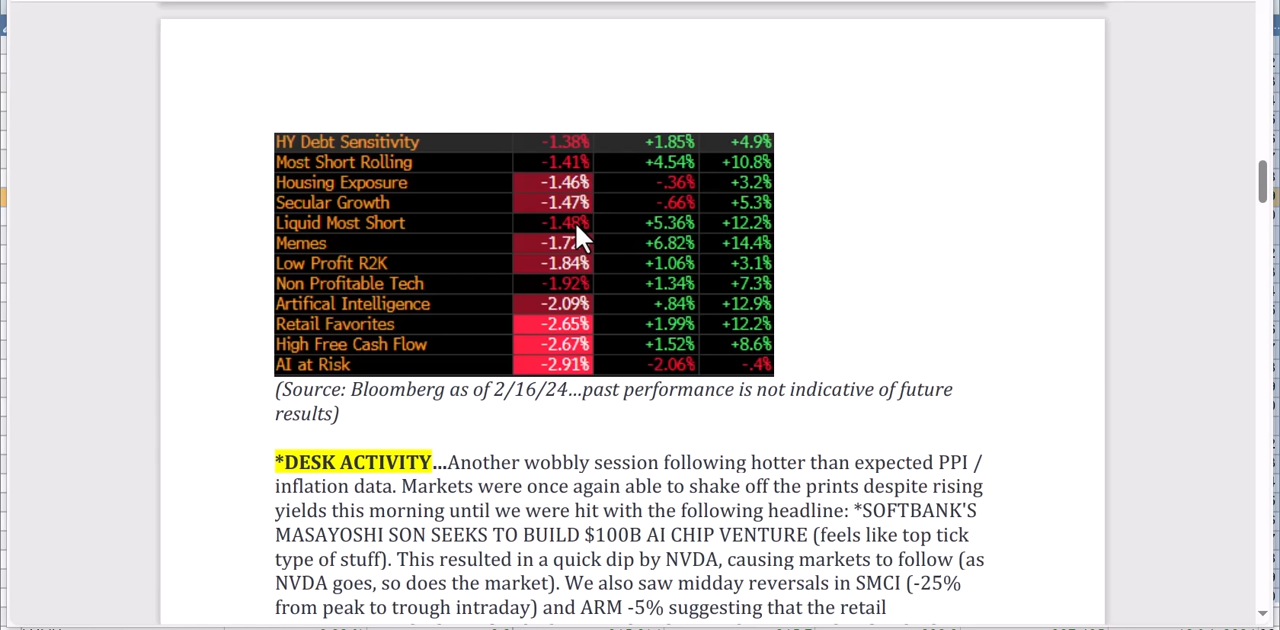 HY Debt Sensitivity -1.38% +1.85% +4.9%
Most Short Rolling -1.41% +4.54% +10.8%
Housing Exposure -1.46% -.36% +3.2%
Secular Growth -1.47% -.66% +5.3%
Liquid Most Short -1.48% +5.36% +12.2%
Memes -1.72% +6.82% +14.4%
Low Profit R2K -1.84% +1.06% +3.1%
Non Profitable Tech -1.92% +1.34% +7.3%
Artifical Intelligence -2.09% +.84% +12.9%
Retail Favorites -2.65% +1.99% +12.2%
High Free Cash Flow -2.67% +1.52% +8.6%
AI at Risk -2.91% -2.06% -.4%
(Source: Bloomberg as of 2/16/24...past performance is not indicative of future
results)
*DESK ACTIVITY...Another wobbly session following hotter than expected PPI /
inflation data. Markets were once again able to shake off the prints despite rising
yields this morning until we were hit with the following headline: *SOFTBANK'S
MASAYOSHI SON SEEKS TO BUILD $100B AI CHIP VENTURE (feels like top tick
type of stuff). This resulted in a quick dip by NVDA, causing markets to follow (as
NVDA goes, so does the market). We also saw midday reversals in SMCI (-25%
from peak to trough intraday) and ARM -5% suggesting that the retail